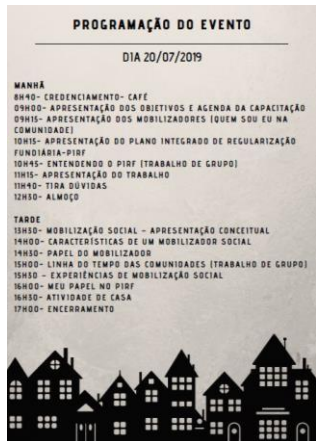 PROGRAMAÇÃO DO EVENTO
DIA 20/07/2019
MANHÃ
8H40- CREDENCIAMENTO- CAFÉ
09H00- APRESENTAÇÃO DOS OBJETIVOS E AGENDA DA CAPACITAÇÃO
09H15- APRESENTAÇÃO DOS MOBILIZADORES (QUEM SOU EU NA
COMUNIDADE)
10H15- APRESENTAÇÃO DO PLANO INTEGRADO DE REGULARIZAÇÃO
FUNDIÁRIA-PIRF
10H45- ENTENDENDO O PIRF (TRABALHO DE GRUPO)
11H15- APRESENTAÇÃO DO TRABALHO
11H40- TIRA DÚVIDAS
12H30- ALMOÇO
TARDE
13H30- MOBILIZAÇÃO SOCIAL - APRESENTAÇÃO CONCEITUAL
14H00- CARACTERÍSTICAS DE UM MOBILIZADOR SOCIAL
14H30- PAPEL DO MOBILIZADOR
15H00- LINHA DO TEMPO DAS COMUNIDADES (TRABALHO DE GRUPO)
15H30 - EXPERIÊNCIAS DE MOBILIZAÇÃO SOCIAL
16H00- MEU PAPEL NO PIRF
16H30- ATIVIDADE DE CASA
17H00- ENCERRAMENTO